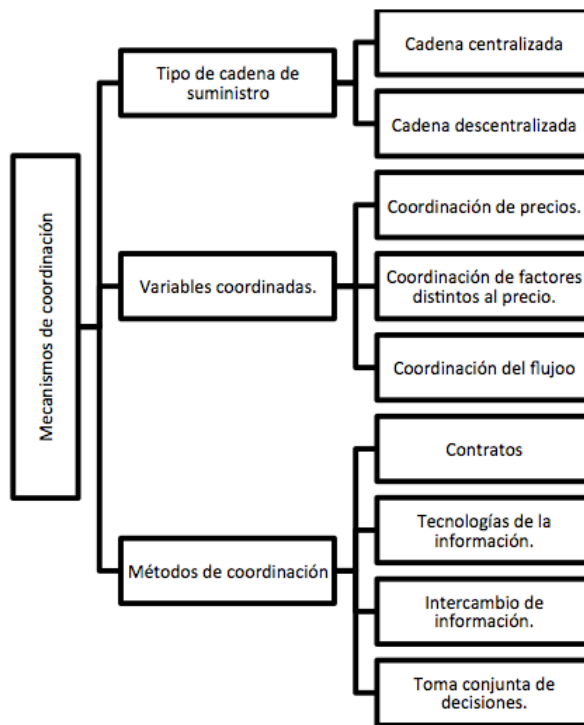 Mecanismos de coordinación
Tipo de cadena de
suministro
Cadena centralizada
Cadena descentralizada
Variables coordinadas.
Coordinación de precios.
Coordinación de factores
distintos al precio.
Coordinación del flujoo
Métodos de coordinación
Contratos
Tecnologías de la
información.
Intercambio de
información.
Toma conjunta de
decisiones.